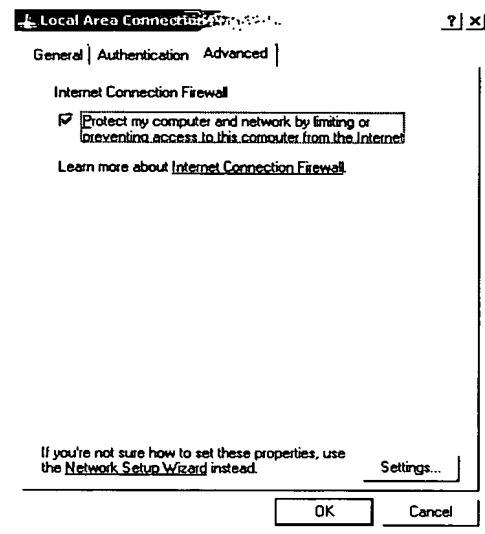 Local Area Connection
? x
General Authentication Advanced
Internet Connection Firewall
Protect my computer and network by limiting or
preventing access to this computer from the Internet
Learn more about Internet Connection Firewall.
If you're not sure how to set these properties, use
the Network Setup Wizard instead.
Settings...
OK Cancel